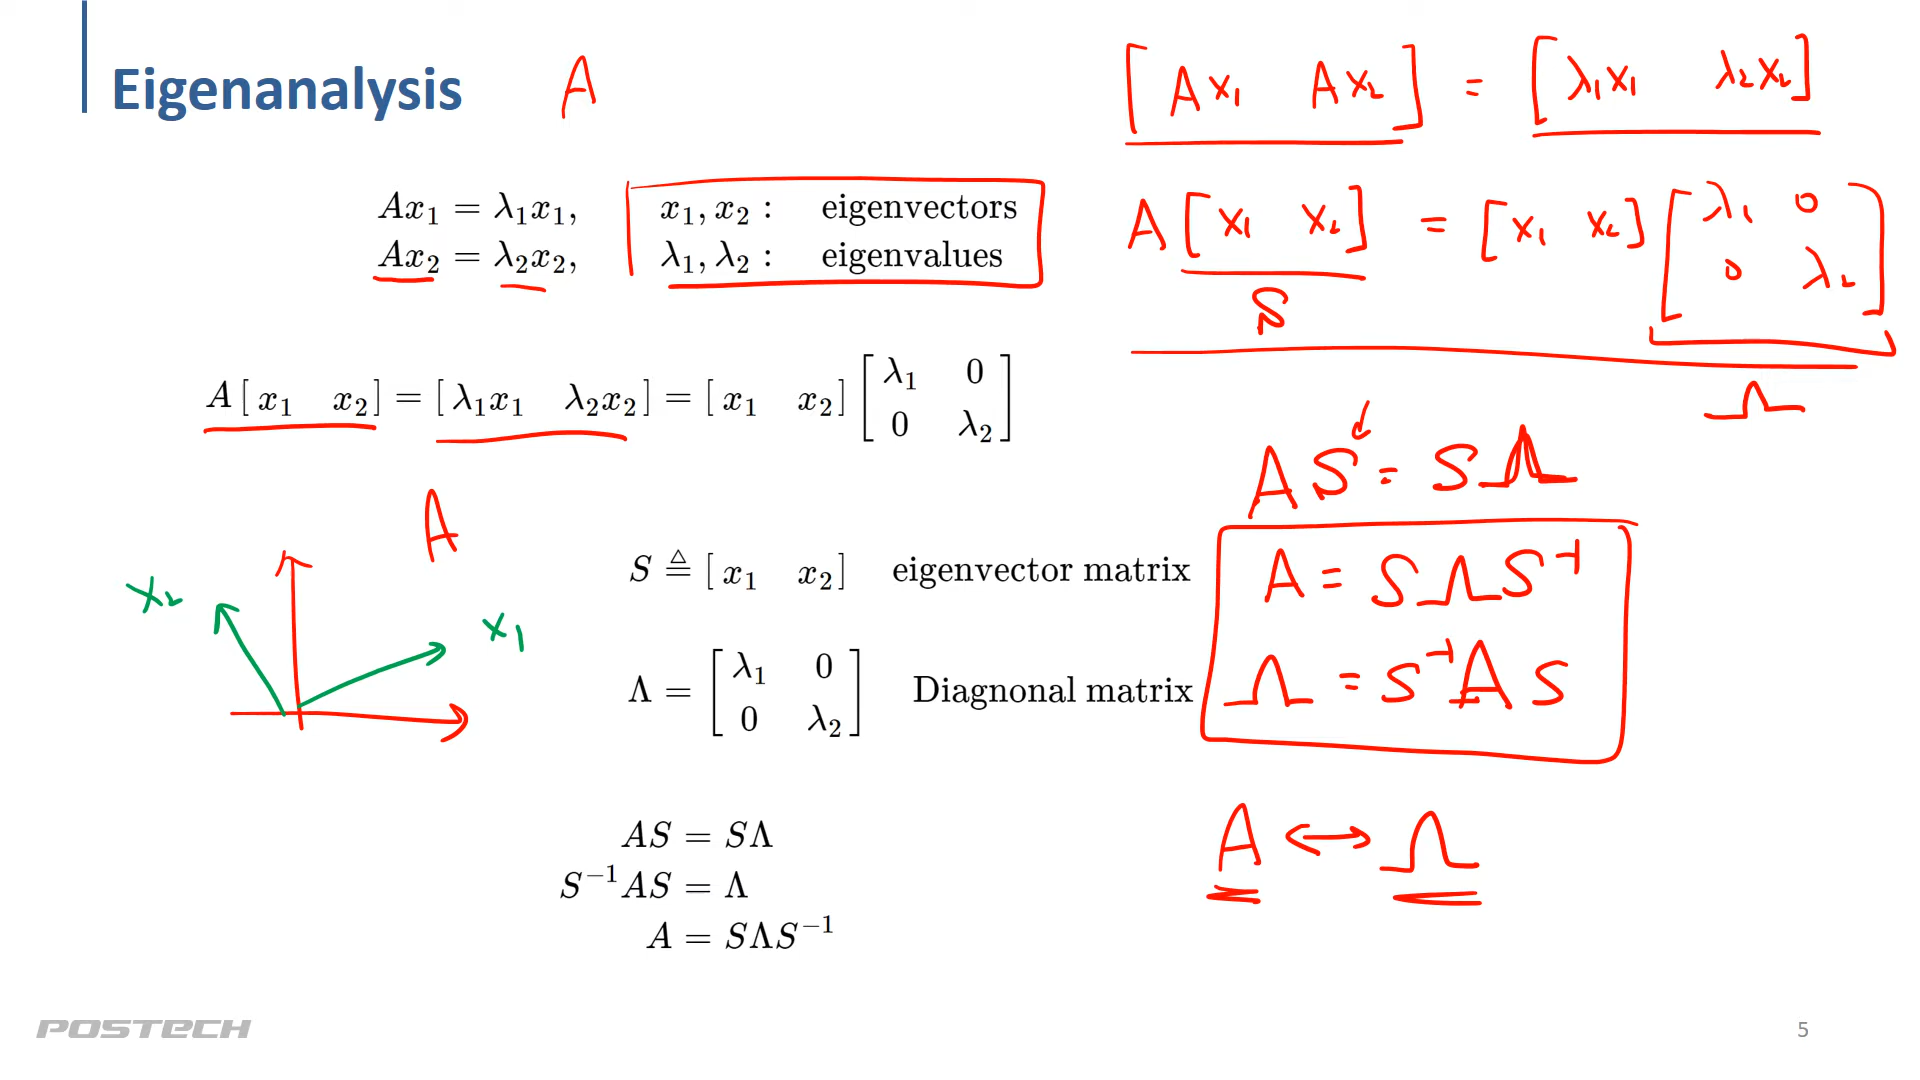 Eigenanalysis
A
[ Ax₁ Ax₂ ] = [ λ₁x₁ λ₂x₂ ]
Ax₁ = λ₁x₁, x₁, x₂ : eigenvectors
Ax₂ = λ₂x₂, λ₁, λ₂ : eigenvalues
A [ x₁ x₂ ] = [ x₁ x₂ ] [ λ₁ 0
0 λ₂ ]
S
Λ
A [ x₁ x₂ ] = [ λ₁x₁ λ₂x₂ ] = [ x₁ x₂ ] [ λ₁ 0
0 λ₂ ]
AS = SΛ
A
x₂
x₁
S ≜ [ x₁ x₂ ] eigenvector matrix
A = SΛS⁻¹
Λ = [ λ₁ 0
0 λ₂ ] Diagnonal matrix
Λ = S⁻¹AS
AS = SΛ
S⁻¹AS = Λ
A = SΛS⁻¹
A ↔ Λ
POSTECH
5